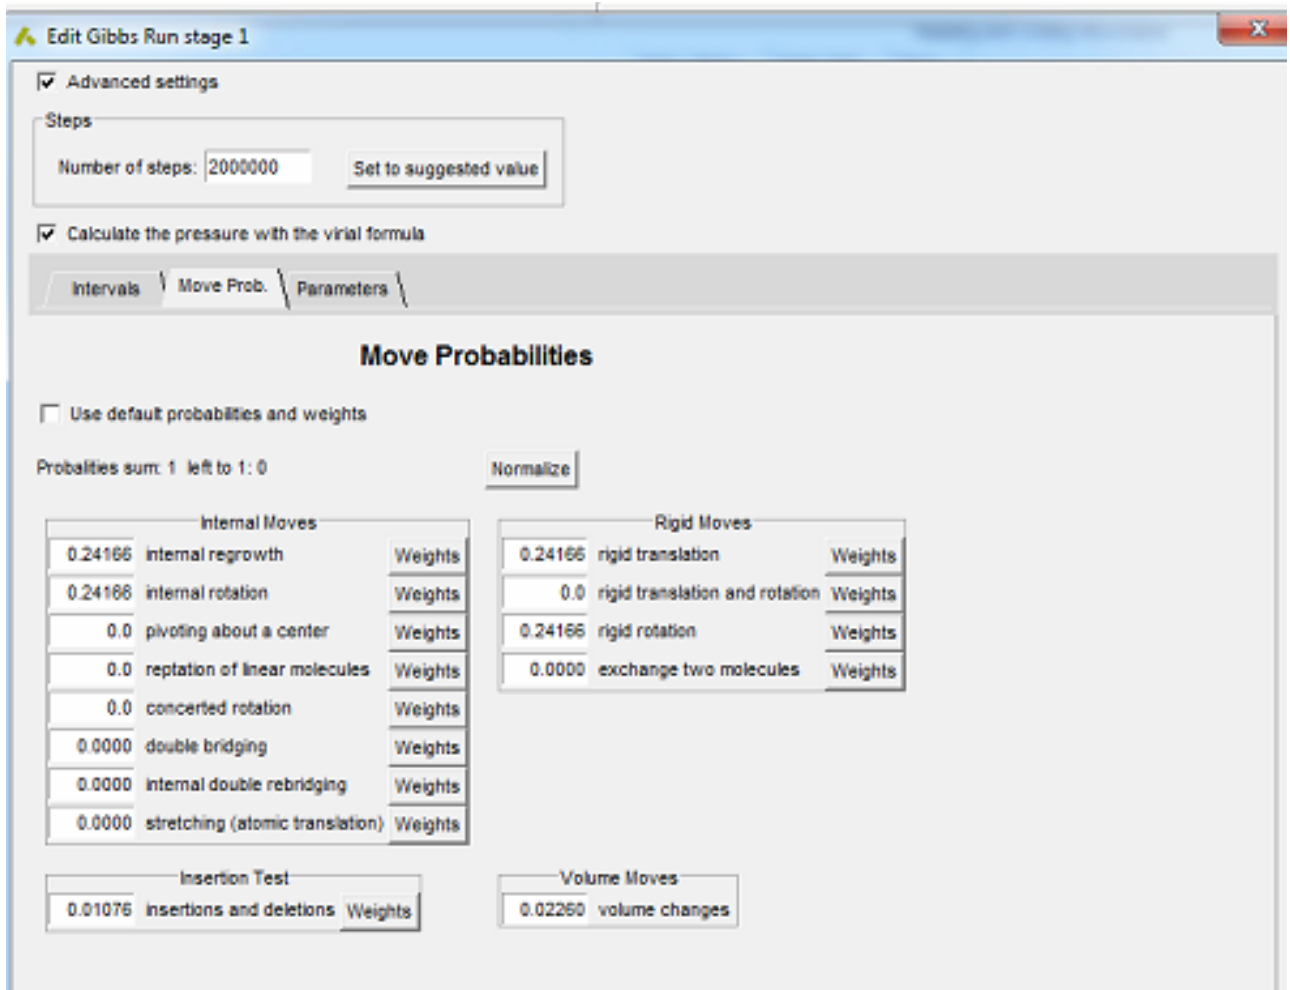 Edit Gibbs Run stage 1
X
Advanced settings
Steps
Number of steps: 2000000 Set to suggested value
Calculate the pressure with the virial formula
Intervals Move Prob. Parameters
Move Probabilities
Use default probabilities and weights
Probalities sum: 1 left to 1: 0 Normalize
Internal Moves
0.24166 internal regrowth Weights
0.24166 internal rotation Weights
0.0 pivoting about a center Weights
0.0 reptation of linear molecules Weights
0.0 concerted rotation Weights
0.0000 double bridging Weights
0.0000 internal double rebridging Weights
0.0000 stretching (atomic translation) Weights
Rigid Moves
0.24166 rigid translation Weights
0.0 rigid translation and rotation Weights
0.24166 rigid rotation Weights
0.0000 exchange two molecules Weights
Insertion Test
0.01076 insertions and deletions Weights
Volume Moves
0.02260 volume changes